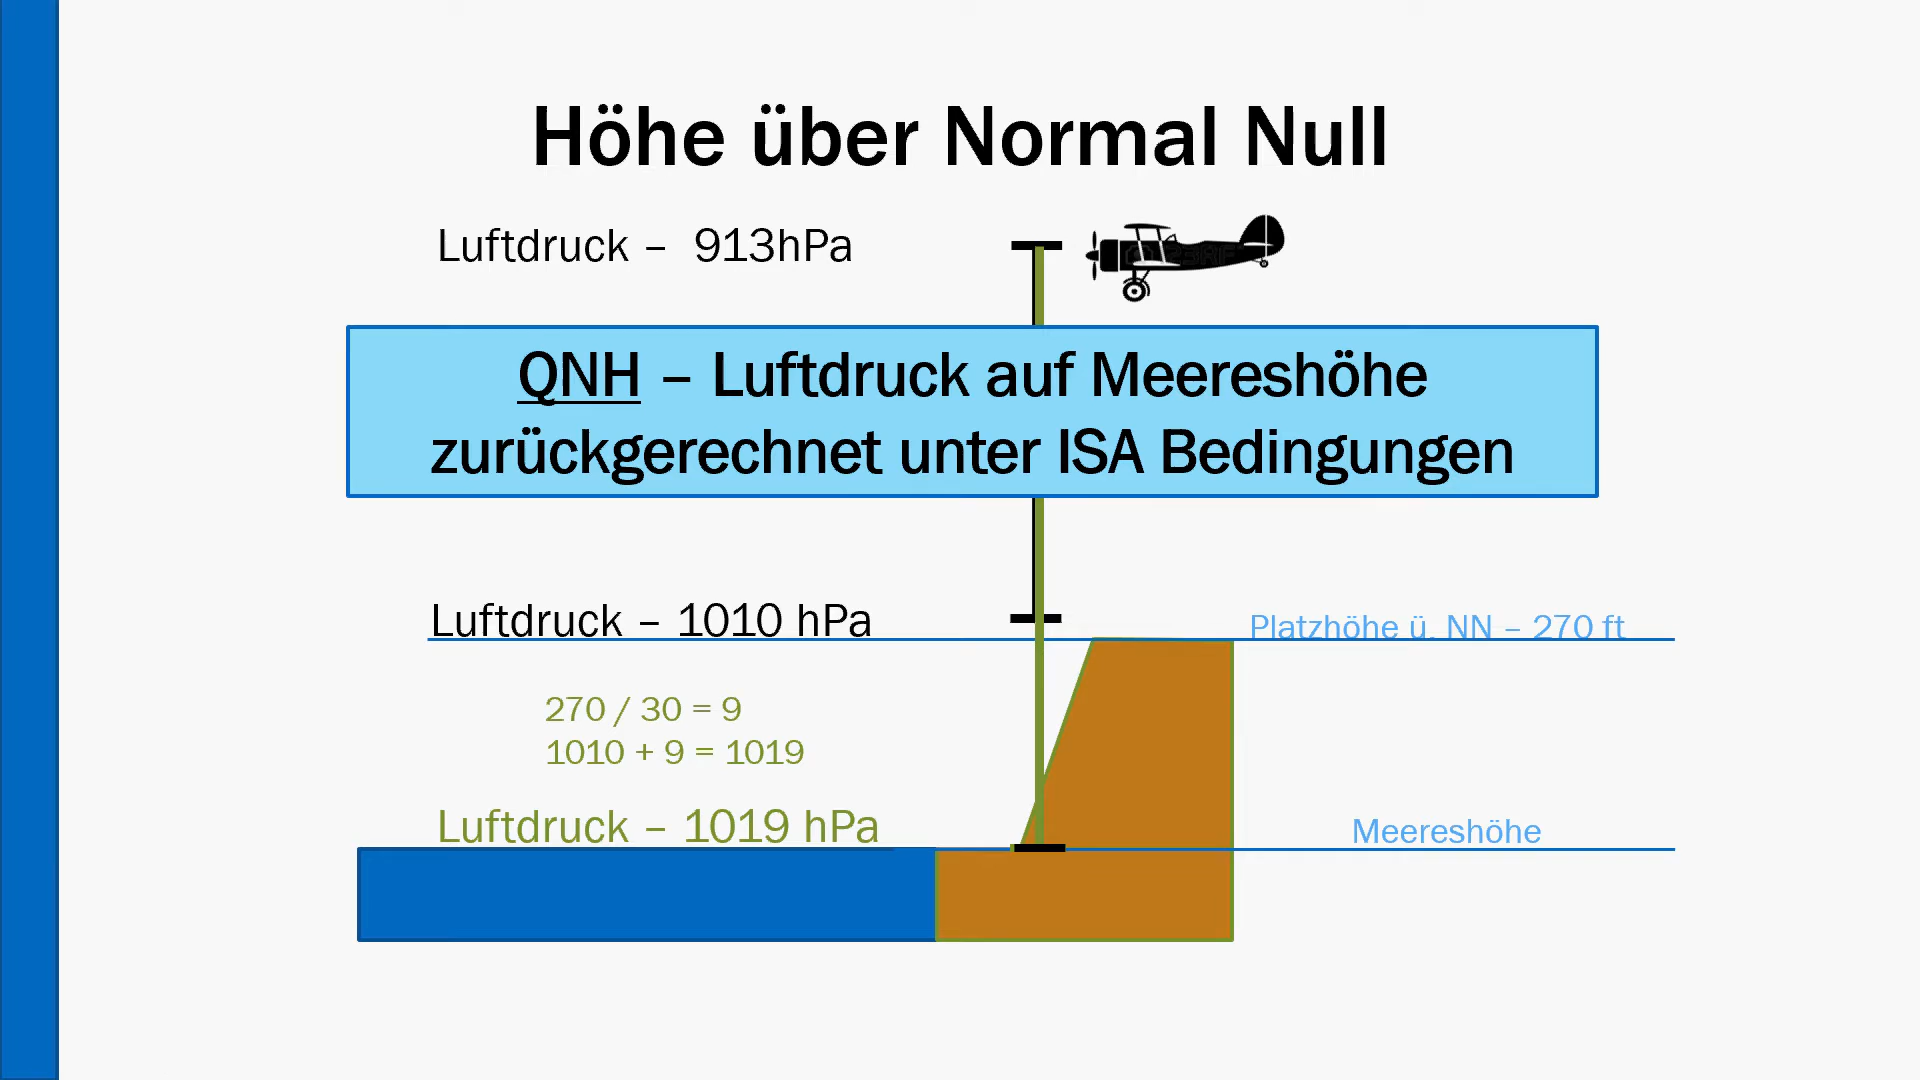 Höhe über Normal Null
Luftdruck –  913hPa
QNH – Luftdruck auf Meereshöhe
zurückgerechnet unter ISA Bedingungen
Luftdruck – 1010 hPa
Platzhöhe ü. NN – 270 ft
270 / 30 = 9
1010 + 9 = 1019
Luftdruck – 1019 hPa
Meereshöhe